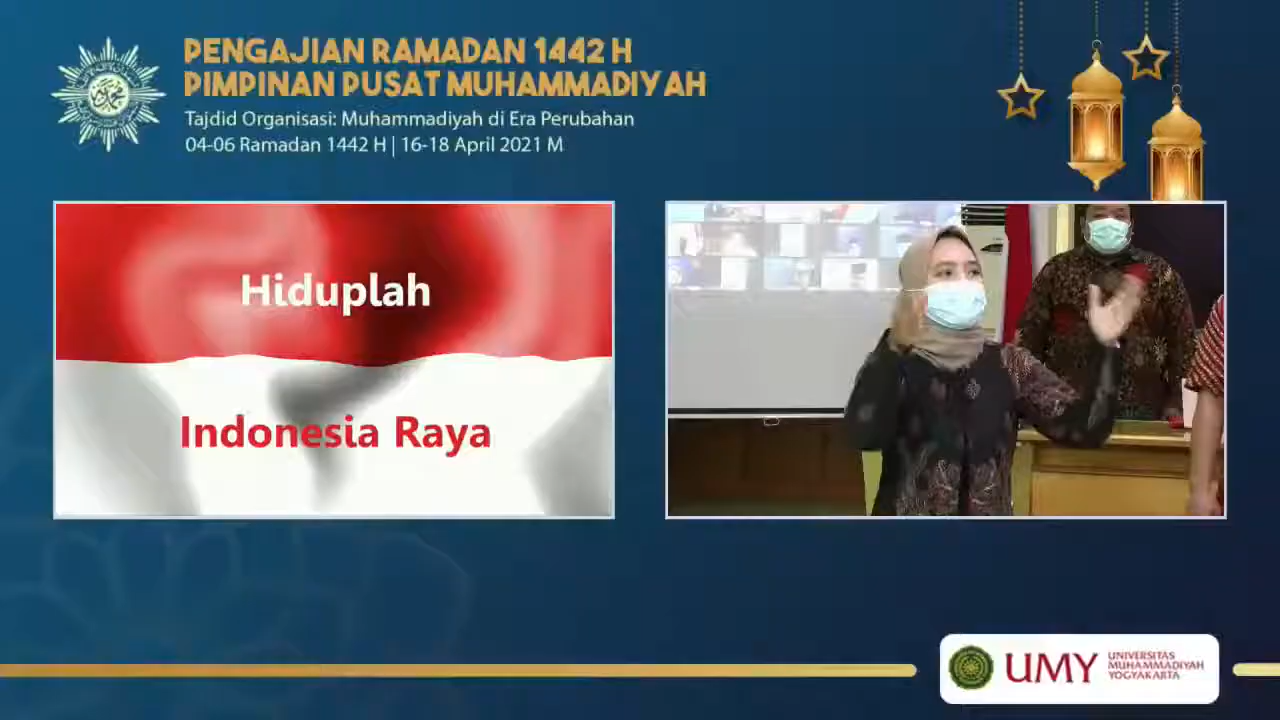 PENGAJIAN RAMADAN 1442 H
PIMPINAN PUSAT MUHAMMADIYAH
Tajdid Organisasi: Muhammadiyah di Era Perubahan
04-06 Ramadan 1442 H | 16-18 April 2021 M
Hiduplah
Indonesia Raya
UMY
UNIVERSITAS
MUHAMMADIYAH
YOGYAKARTA